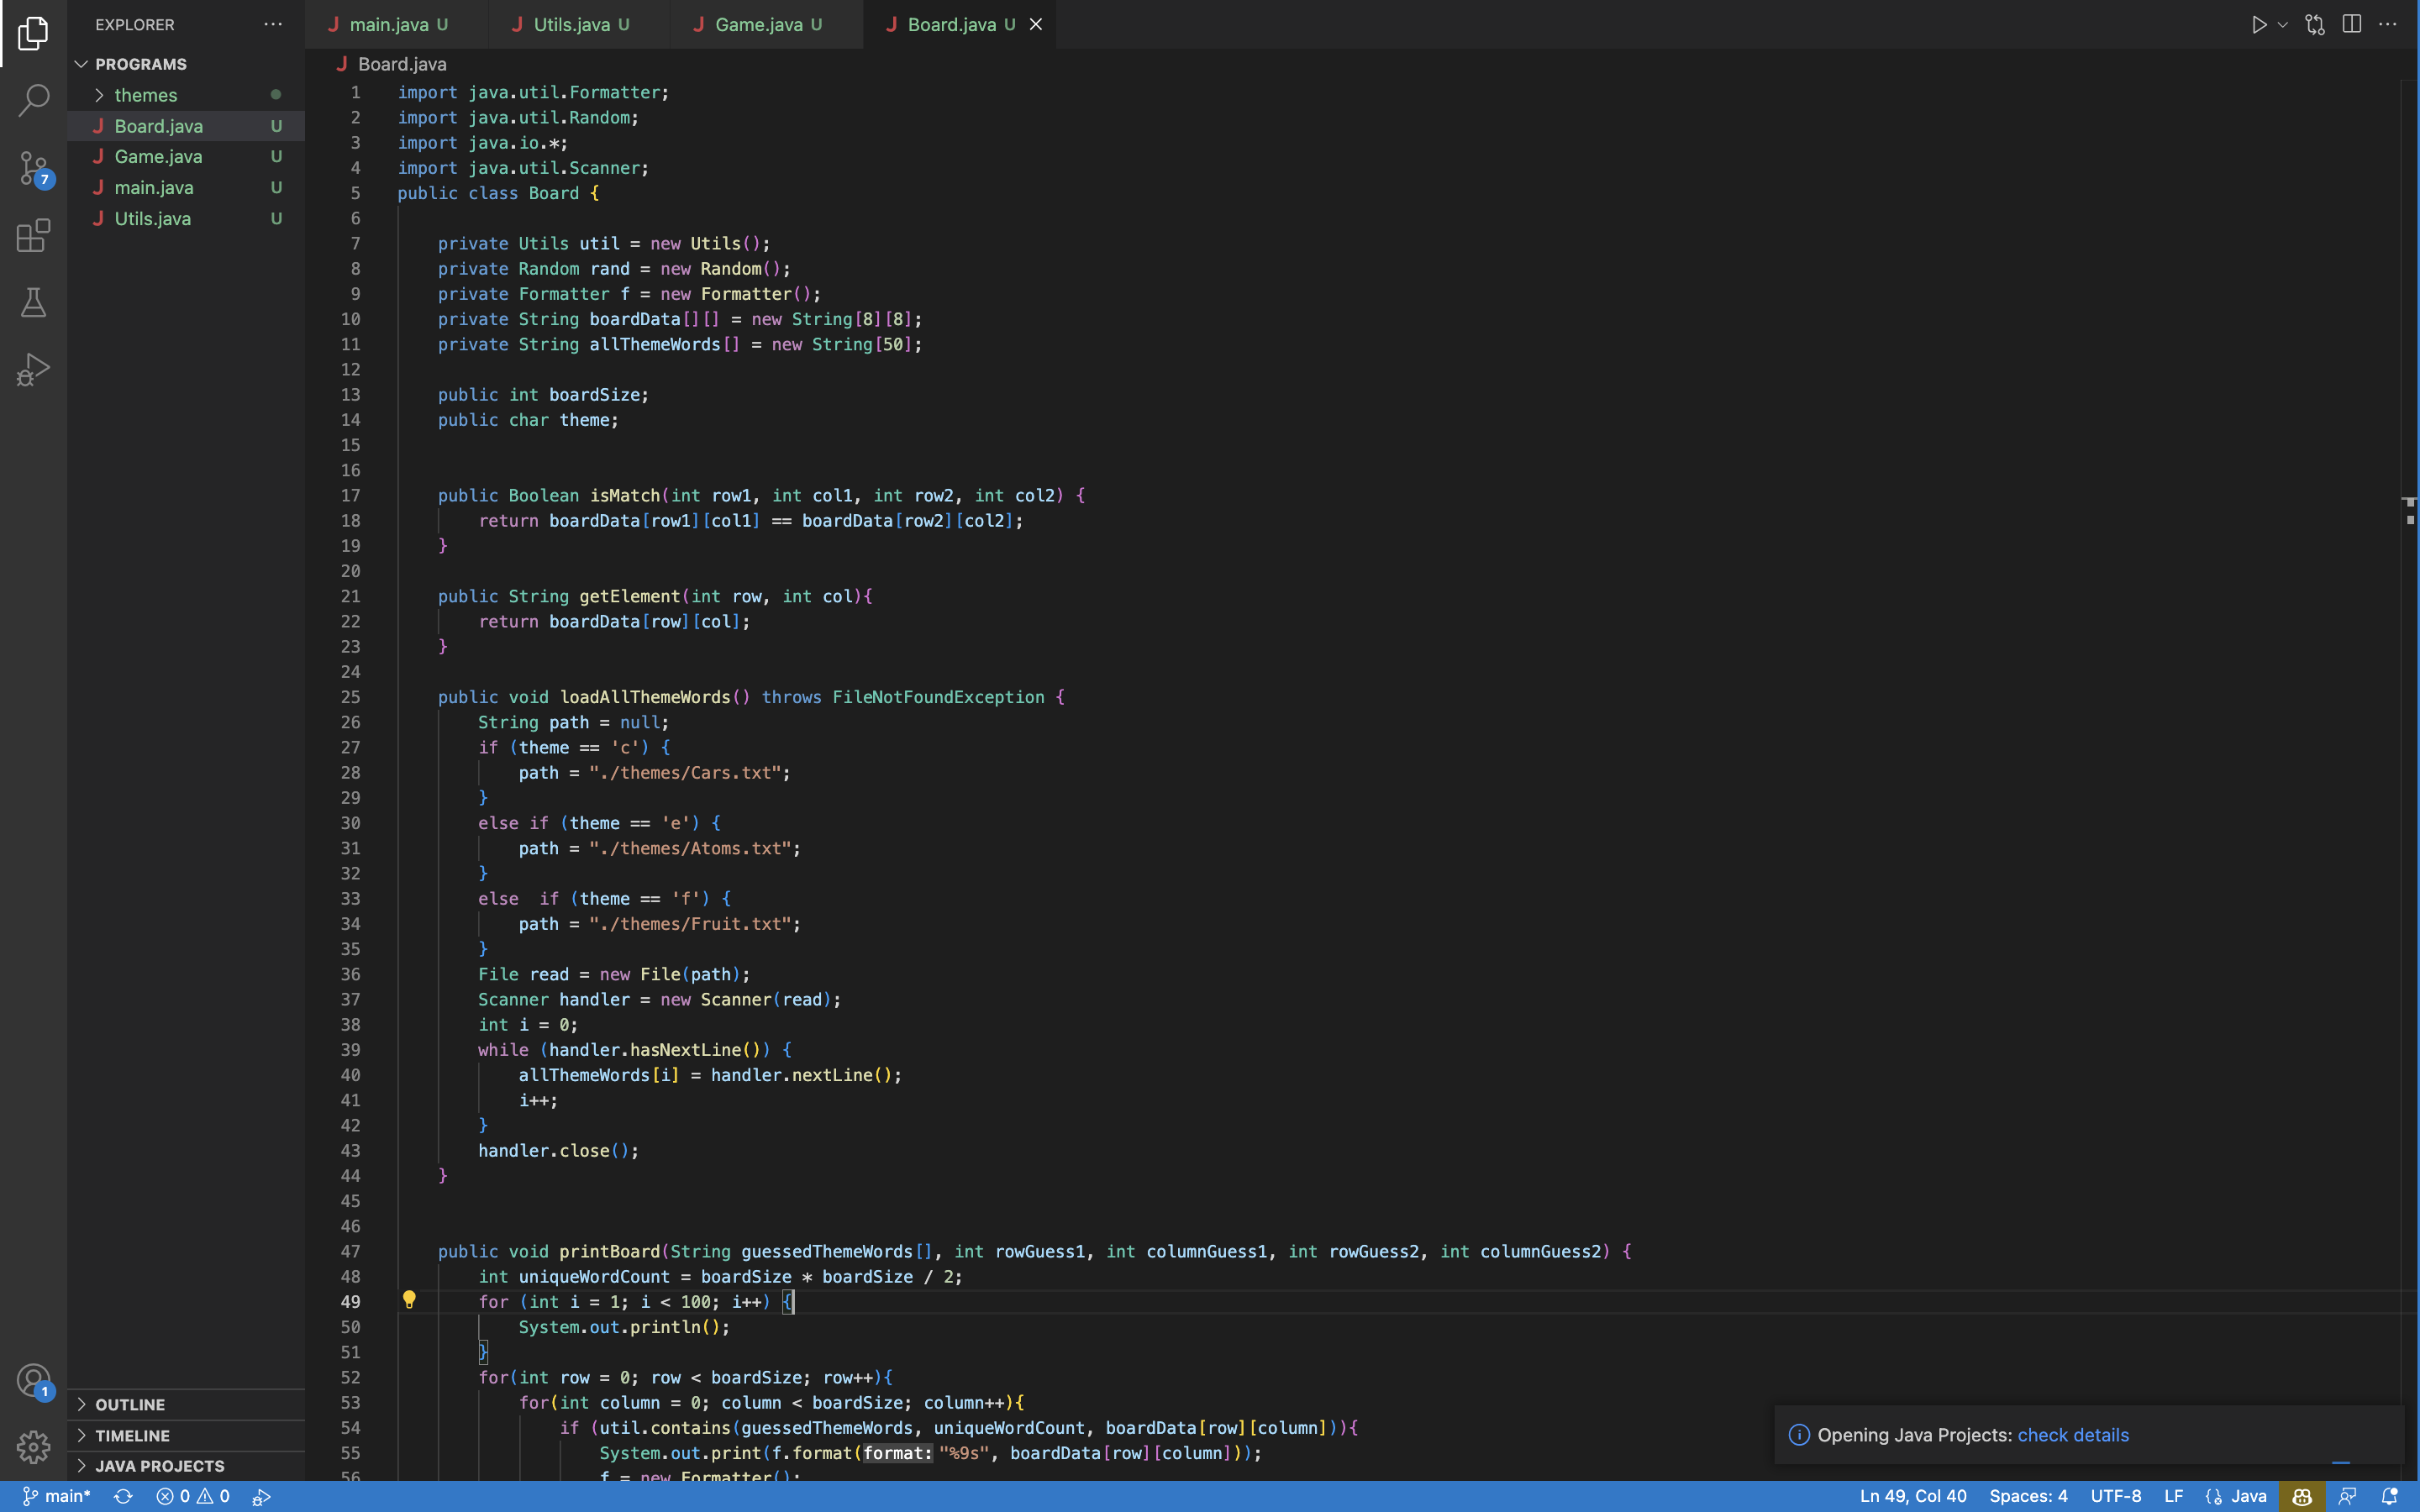 EXPLORER
PROGRAMS
themes
Board.java U
Game.java U
main.java U
Utils.java U
7
1
OUTLINE
TIMELINE
JAVA PROJECTS
main.java U
Utils.java U
Game.java U
Board.java U
Board.java
1 import java.util.Formatter;
2 import java.util.Random;
3 import java.io.*;
4 import java.util.Scanner;
5 public class Board {
6
7 private Utils util = new Utils();
8 private Random rand = new Random();
9 private Formatter f = new Formatter();
10 private String boardData[][] = new String[8][8];
11 private String allThemeWords[] = new String[50];
12
13 public int boardSize;
14 public char theme;
15
16
17 public Boolean isMatch(int row1, int col1, int row2, int col2) {
18 return boardData[row1][col1] == boardData[row2][col2];
19 }
20
21 public String getElement(int row, int col){
22 return boardData[row][col];
23 }
24
25 public void loadAllThemeWords() throws FileNotFoundException {
26 String path = null;
27 if (theme == 'c') {
28 path = "./themes/Cars.txt";
29 }
30 else if (theme == 'e') {
31 path = "./themes/Atoms.txt";
32 }
33 else  if (theme == 'f') {
34 path = "./themes/Fruit.txt";
35 }
36 File read = new File(path);
37 Scanner handler = new Scanner(read);
38 int i = 0;
39 while (handler.hasNextLine()) {
40 allThemeWords[i] = handler.nextLine();
41 i++;
42 }
43 handler.close();
44 }
45
46
47 public void printBoard(String guessedThemeWords[], int rowGuess1, int columnGuess1, int rowGuess2, int columnGuess2) {
48 int uniqueWordCount = boardSize * boardSize / 2;
49 for (int i = 1; i < 100; i++) {
50 System.out.println();
51 }
52 for(int row = 0; row < boardSize; row++){
53 for(int column = 0; column < boardSize; column++){
54 if (util.contains(guessedThemeWords, uniqueWordCount, boardData[row][column])){
55 System.out.print(f.format(format:"%9s", boardData[row][column]));
56 f = new Formatter();
Opening Java Projects: check details
main* 0 0
Ln 49, Col 40 Spaces: 4 UTF-8 LF {} Java